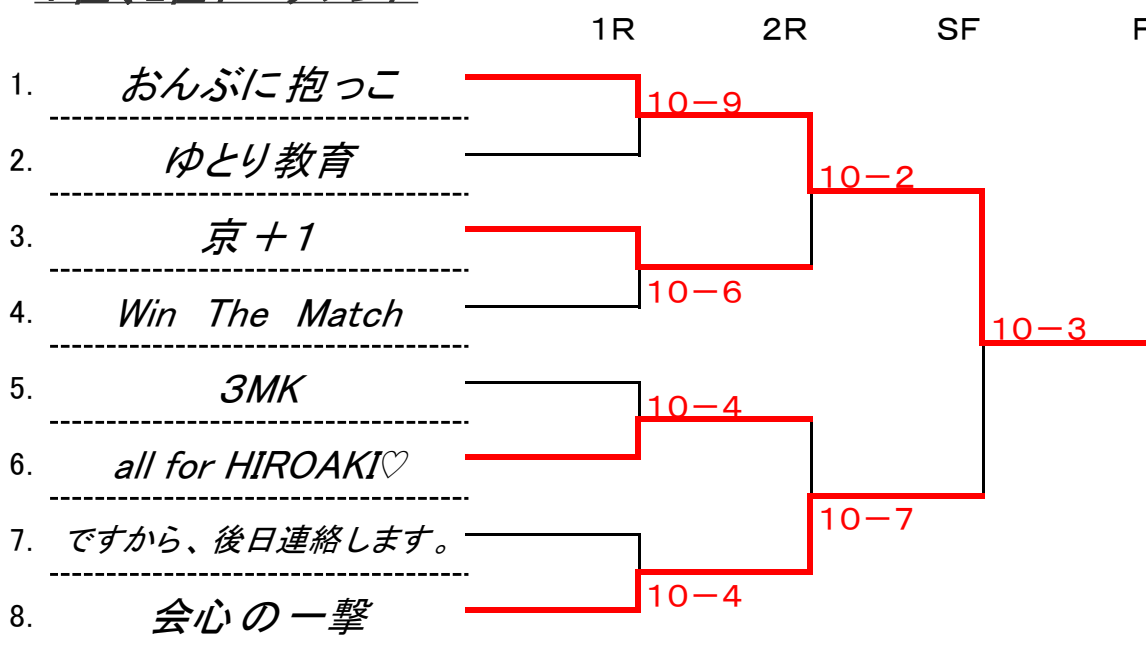 1R 2R SF
1. おんぶに抱っこ
10－9
2. ゆとり教育
10－2
3. 京＋1
10－6
4. Win The Match
10－3
5. 3MK
10－4
6. all for HIROAKI♡
10－7
7. ですから、後日連絡します。
10－4
8. 会心の一撃